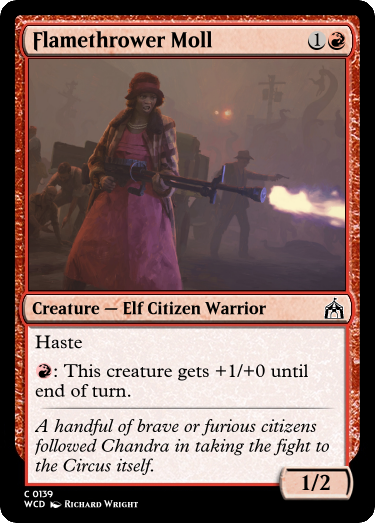 Flamethrower Moll 1
Creature — Elf Citizen Warrior
Haste
: This creature gets +1/+0 until
end of turn.
A handful of brave or furious citizens
followed Chandra in taking the fight to
the Circus itself.
1/2
C 0139
WCD Richard Wright